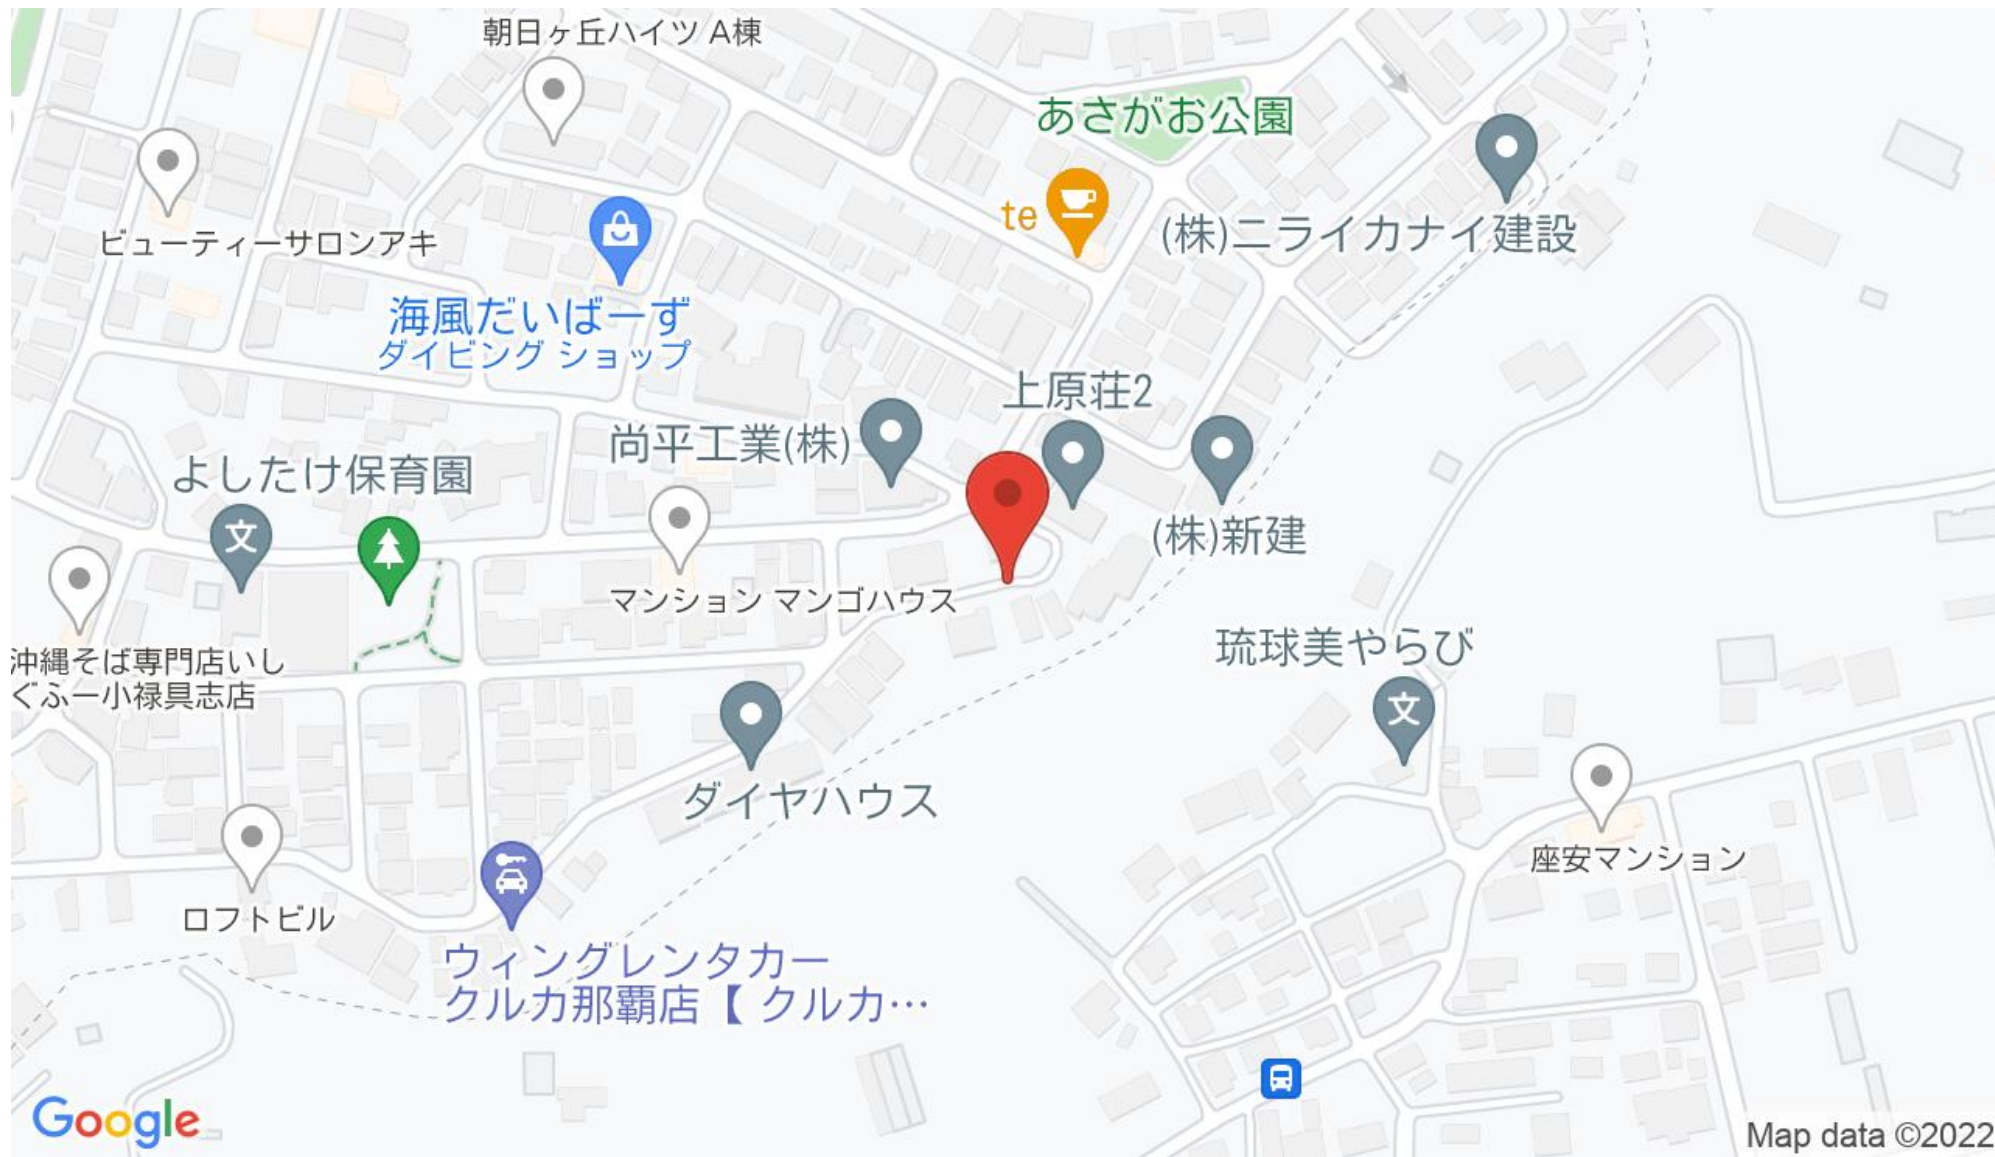 朝日ヶ丘ハイツ A棟
あさがお公園
te
(株)ニライカナイ建設
ビューティーサロンアキ
海風だいばーず
ダイビング ショップ
上原荘2
尚平工業(株)
よしたけ保育園
文
(株)新建
マンション マンゴハウス
沖縄そば専門店いし
ぐふー小禄具志店
琉球美やらび
文
ダイヤハウス
座安マンション
ロフトビル
ウィングレンタカー
クルカ那覇店【 クルカ…
Google
Map data ©2022